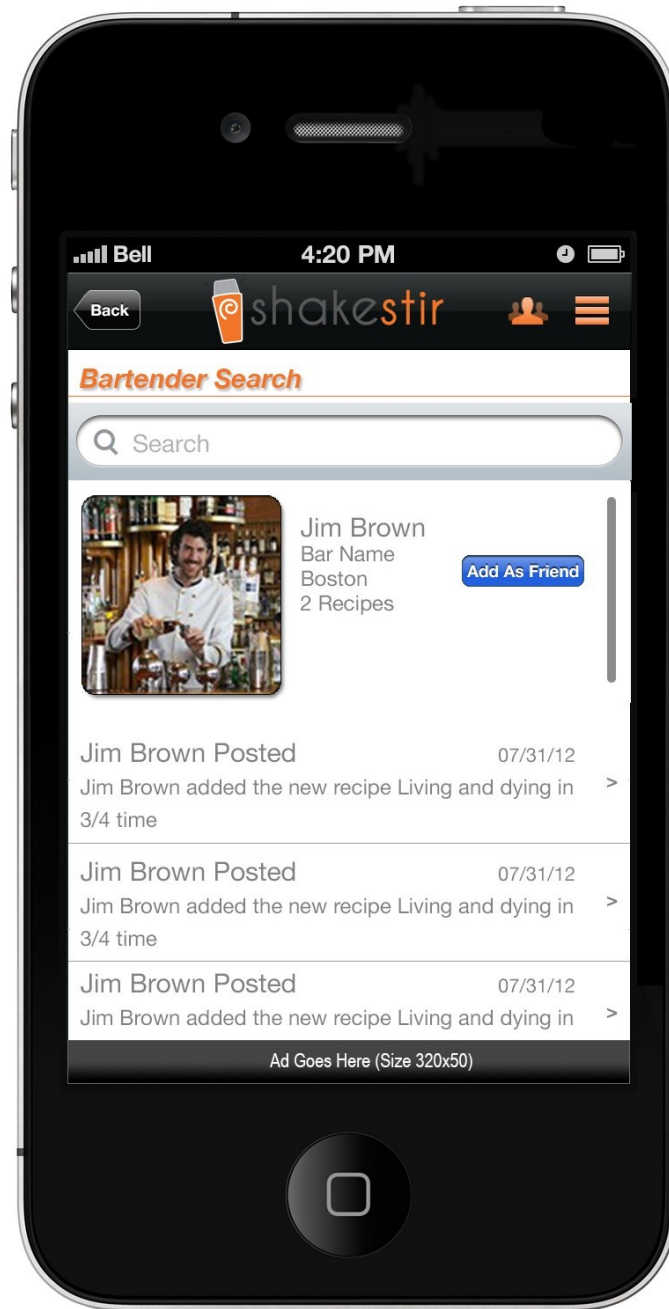 Bell 4:20 PM
Back shakestir
Bartender Search
Search
Jim Brown
Bar Name
Boston
2 Recipes
Add As Friend
Jim Brown Posted 07/31/12
Jim Brown added the new recipe Living and dying in >
3/4 time
Jim Brown Posted 07/31/12
Jim Brown added the new recipe Living and dying in >
3/4 time
Jim Brown Posted 07/31/12
Jim Brown added the new recipe Living and dying in >
Ad Goes Here (Size 320x50)